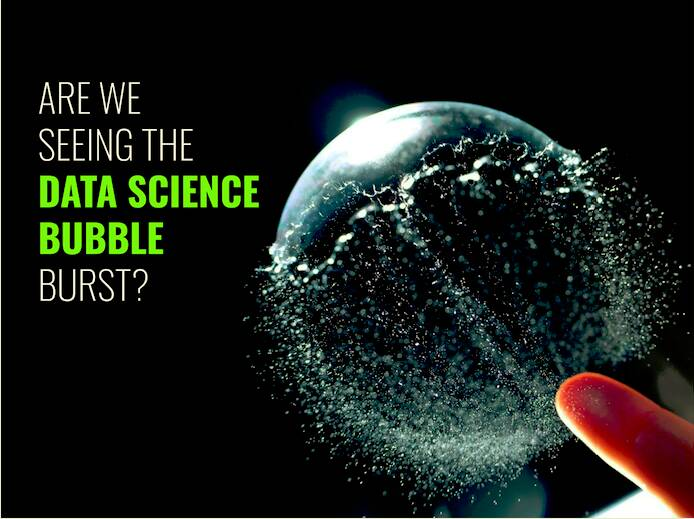 ARE WE
SEEING THE
DATA SCIENCE
BUBBLE
BURST?